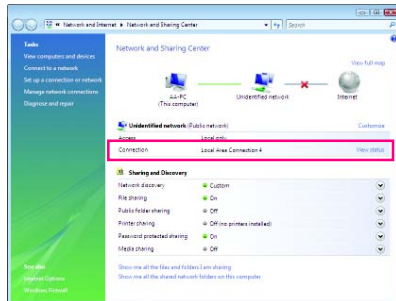 « Network and Internet ▸ Network and Sharing Center
Search
Tasks
View computers and devices
Connect to a network
Set up a connection or network
Manage network connections
Diagnose and repair
Network and Sharing Center
View full map
AA-PC
(This computer)
Unidentified network
Internet
Unidentified network (Public network)
Customize
Access
Local only
Connection
Local Area Connection 4
View status
Sharing and Discovery
Network discovery
Custom
File sharing
On
Public folder sharing
Off
Printer sharing
Off (no printers installed)
Password protected sharing
On
Media sharing
Off
Show me all the files and folders I am sharing
Show me all the shared network folders on this computer
See also
Internet Options
Windows Firewall